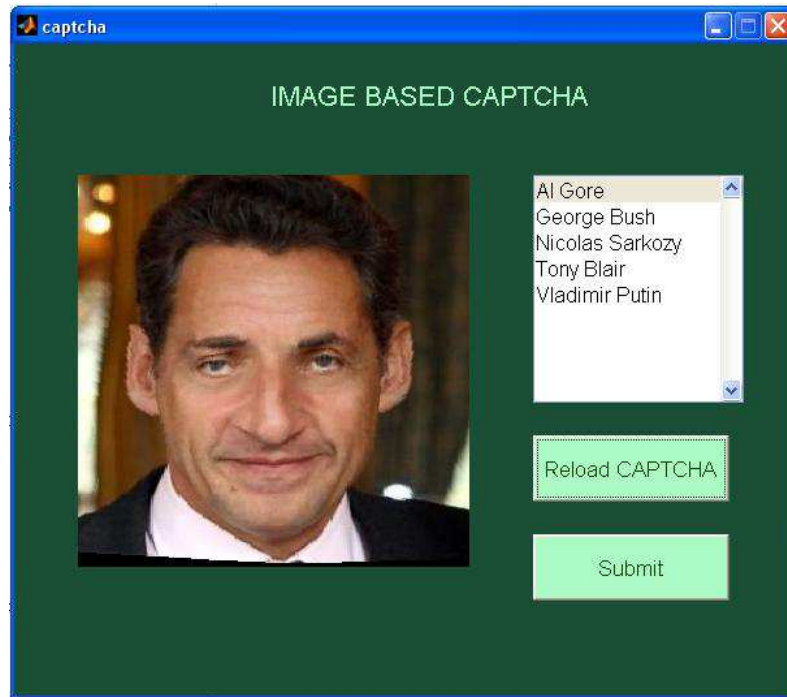 captcha
IMAGE BASED CAPTCHA
Al Gore
George Bush
Nicolas Sarkozy
Tony Blair
Vladimir Putin
Reload CAPTCHA
Submit